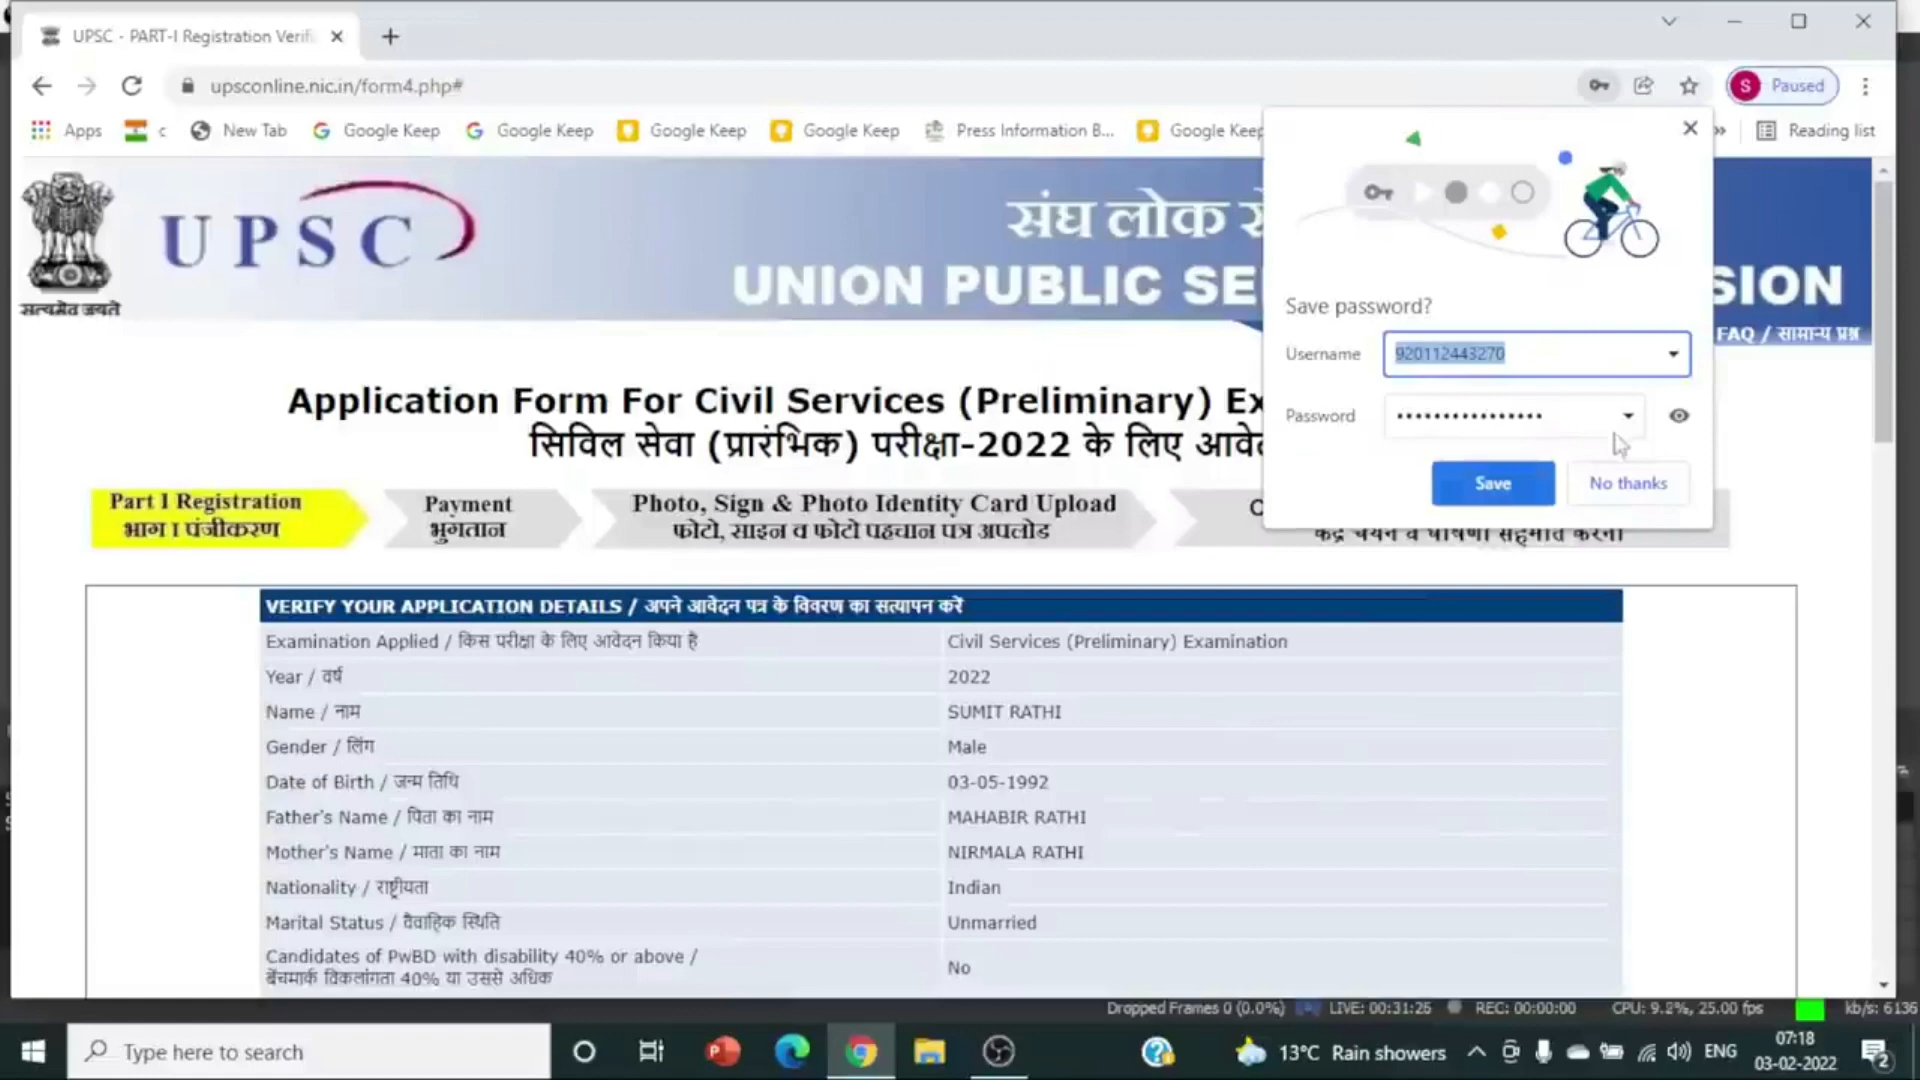 UPSC - PART-I Registration Verifi
upsconline.nic.in/form4.php#
S Paused
Apps
c
New Tab
Google Keep
Google Keep
Google Keep
Google Keep
Press Information B...
Google Keep
»
Reading list
सत्यमेव जयते
UPSC
संघ लोक
UNION PUBLIC SE
SION
FAQ / सामान्य प्रश्न
Save password?
Username 920112443270
Password ••••••••••••••••
Save No thanks
Application Form For Civil Services (Preliminary) Ex
सिविल सेवा (प्रारंभिक) परीक्षा-2022 के लिए आवे
Part I Registration
भाग I पंजीकरण
Payment
भुगतान
Photo, Sign & Photo Identity Card Upload
फोटो, साइन व फोटो पहचान पत्र अपलोड
VERIFY YOUR APPLICATION DETAILS / अपने आवेदन पत्र के विवरण का सत्यापन करें
Examination Applied / किस परीक्षा के लिए आवेदन किया है Civil Services (Preliminary) Examination
Year / वर्ष 2022
Name / नाम SUMIT RATHI
Gender / लिंग Male
Date of Birth / जन्म तिथि 03-05-1992
Father's Name / पिता का नाम MAHABIR RATHI
Mother's Name / माता का नाम NIRMALA RATHI
Nationality / राष्ट्रीयता Indian
Marital Status / वैवाहिक स्थिति Unmarried
Candidates of PwBD with disability 40% or above /
बेंचमार्क विकलांगता 40% या उससे अधिक No
Dropped Frames 0 (0.0%) LIVE: 00:31:26 REC: 00:00:00 CPU: 9.2%, 25.00 fps kb/s: 6136
Type here to search
13°C Rain showers
ENG
07:18
03-02-2022
2